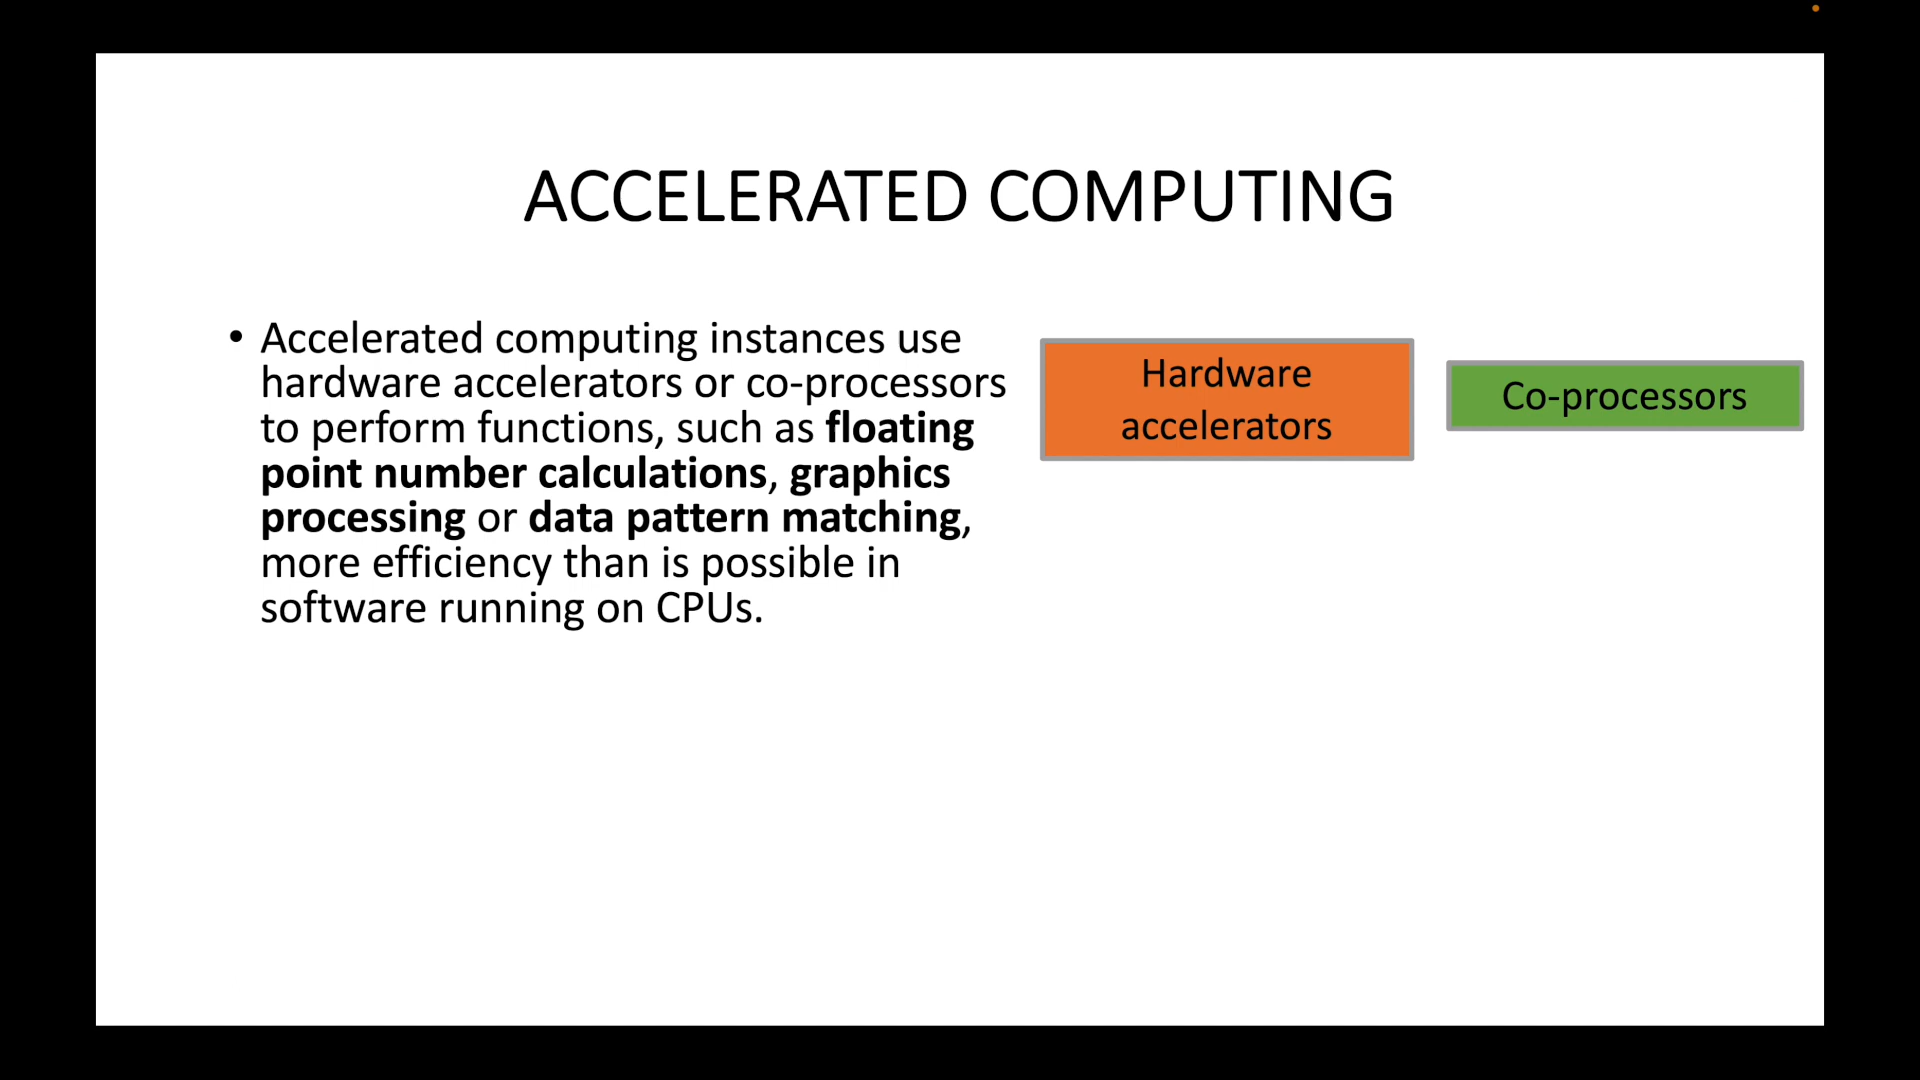 ACCELERATED COMPUTING
• Accelerated computing instances use
hardware accelerators or co-processors
to perform functions, such as floating
point number calculations, graphics
processing or data pattern matching,
more efficiency than is possible in
software running on CPUs.
Hardware
accelerators
Co-processors